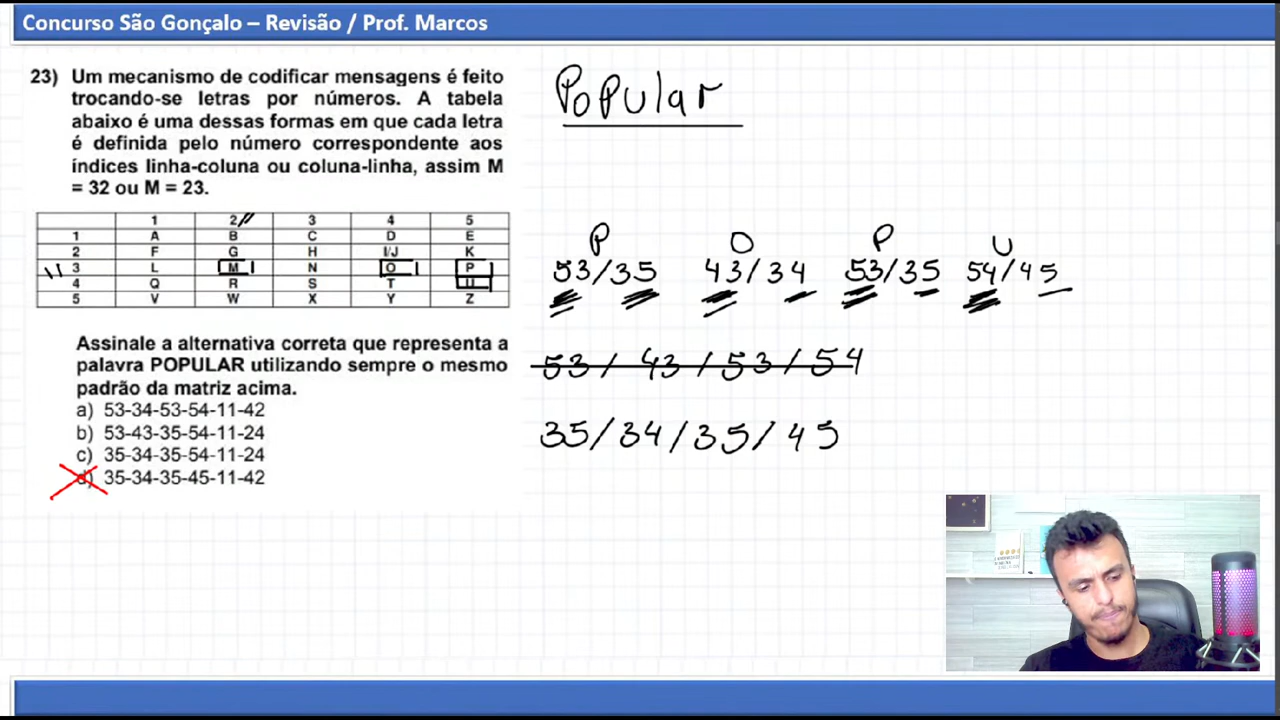 Concurso São Gonçalo – Revisão / Prof. Marcos
23) Um mecanismo de codificar mensagens é feito
trocando-se letras por números. A tabela
abaixo é uma dessas formas em que cada letra
é definida pelo número correspondente aos
índices linha-coluna ou coluna-linha, assim M
= 32 ou M = 23.
1 2 3 4 5
1 A B C D E
2 F G H I/J K
3 L M N O P
4 Q R S T U
5 V W X Y Z
Assinale a alternativa correta que representa a
palavra POPULAR utilizando sempre o mesmo
padrão da matriz acima.
a) 53-34-53-54-11-42
b) 53-43-35-54-11-24
c) 35-34-35-54-11-24
d) 35-34-35-45-11-42
PoPular
P O P U
53/35 43/34 53/35 54/45
53/ 43 / 53 / 54
35/34/35/45